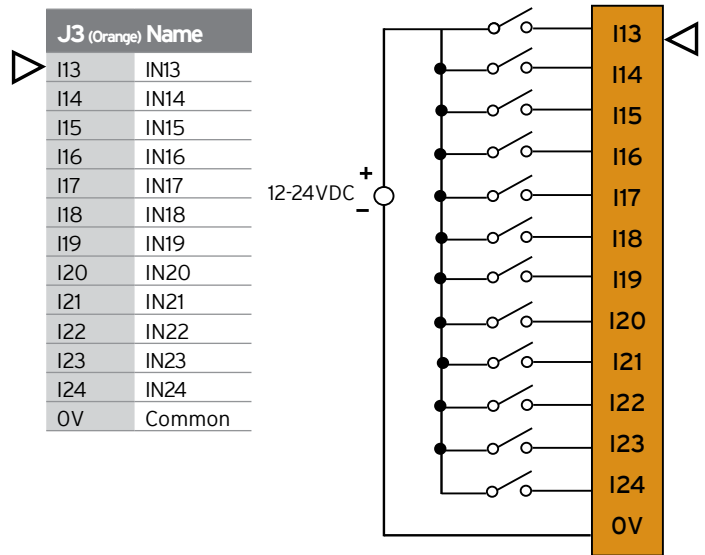 J3 (Orange) Name
I13 IN13
I14 IN14
I15 IN15
I16 IN16
I17 IN17
I18 IN18
I19 IN19
I20 IN20
I21 IN21
I22 IN22
I23 IN23
I24 IN24
0V Common
+
12-24VDC
–
I13
I14
I15
I16
I17
I18
I19
I20
I21
I22
I23
I24
0V